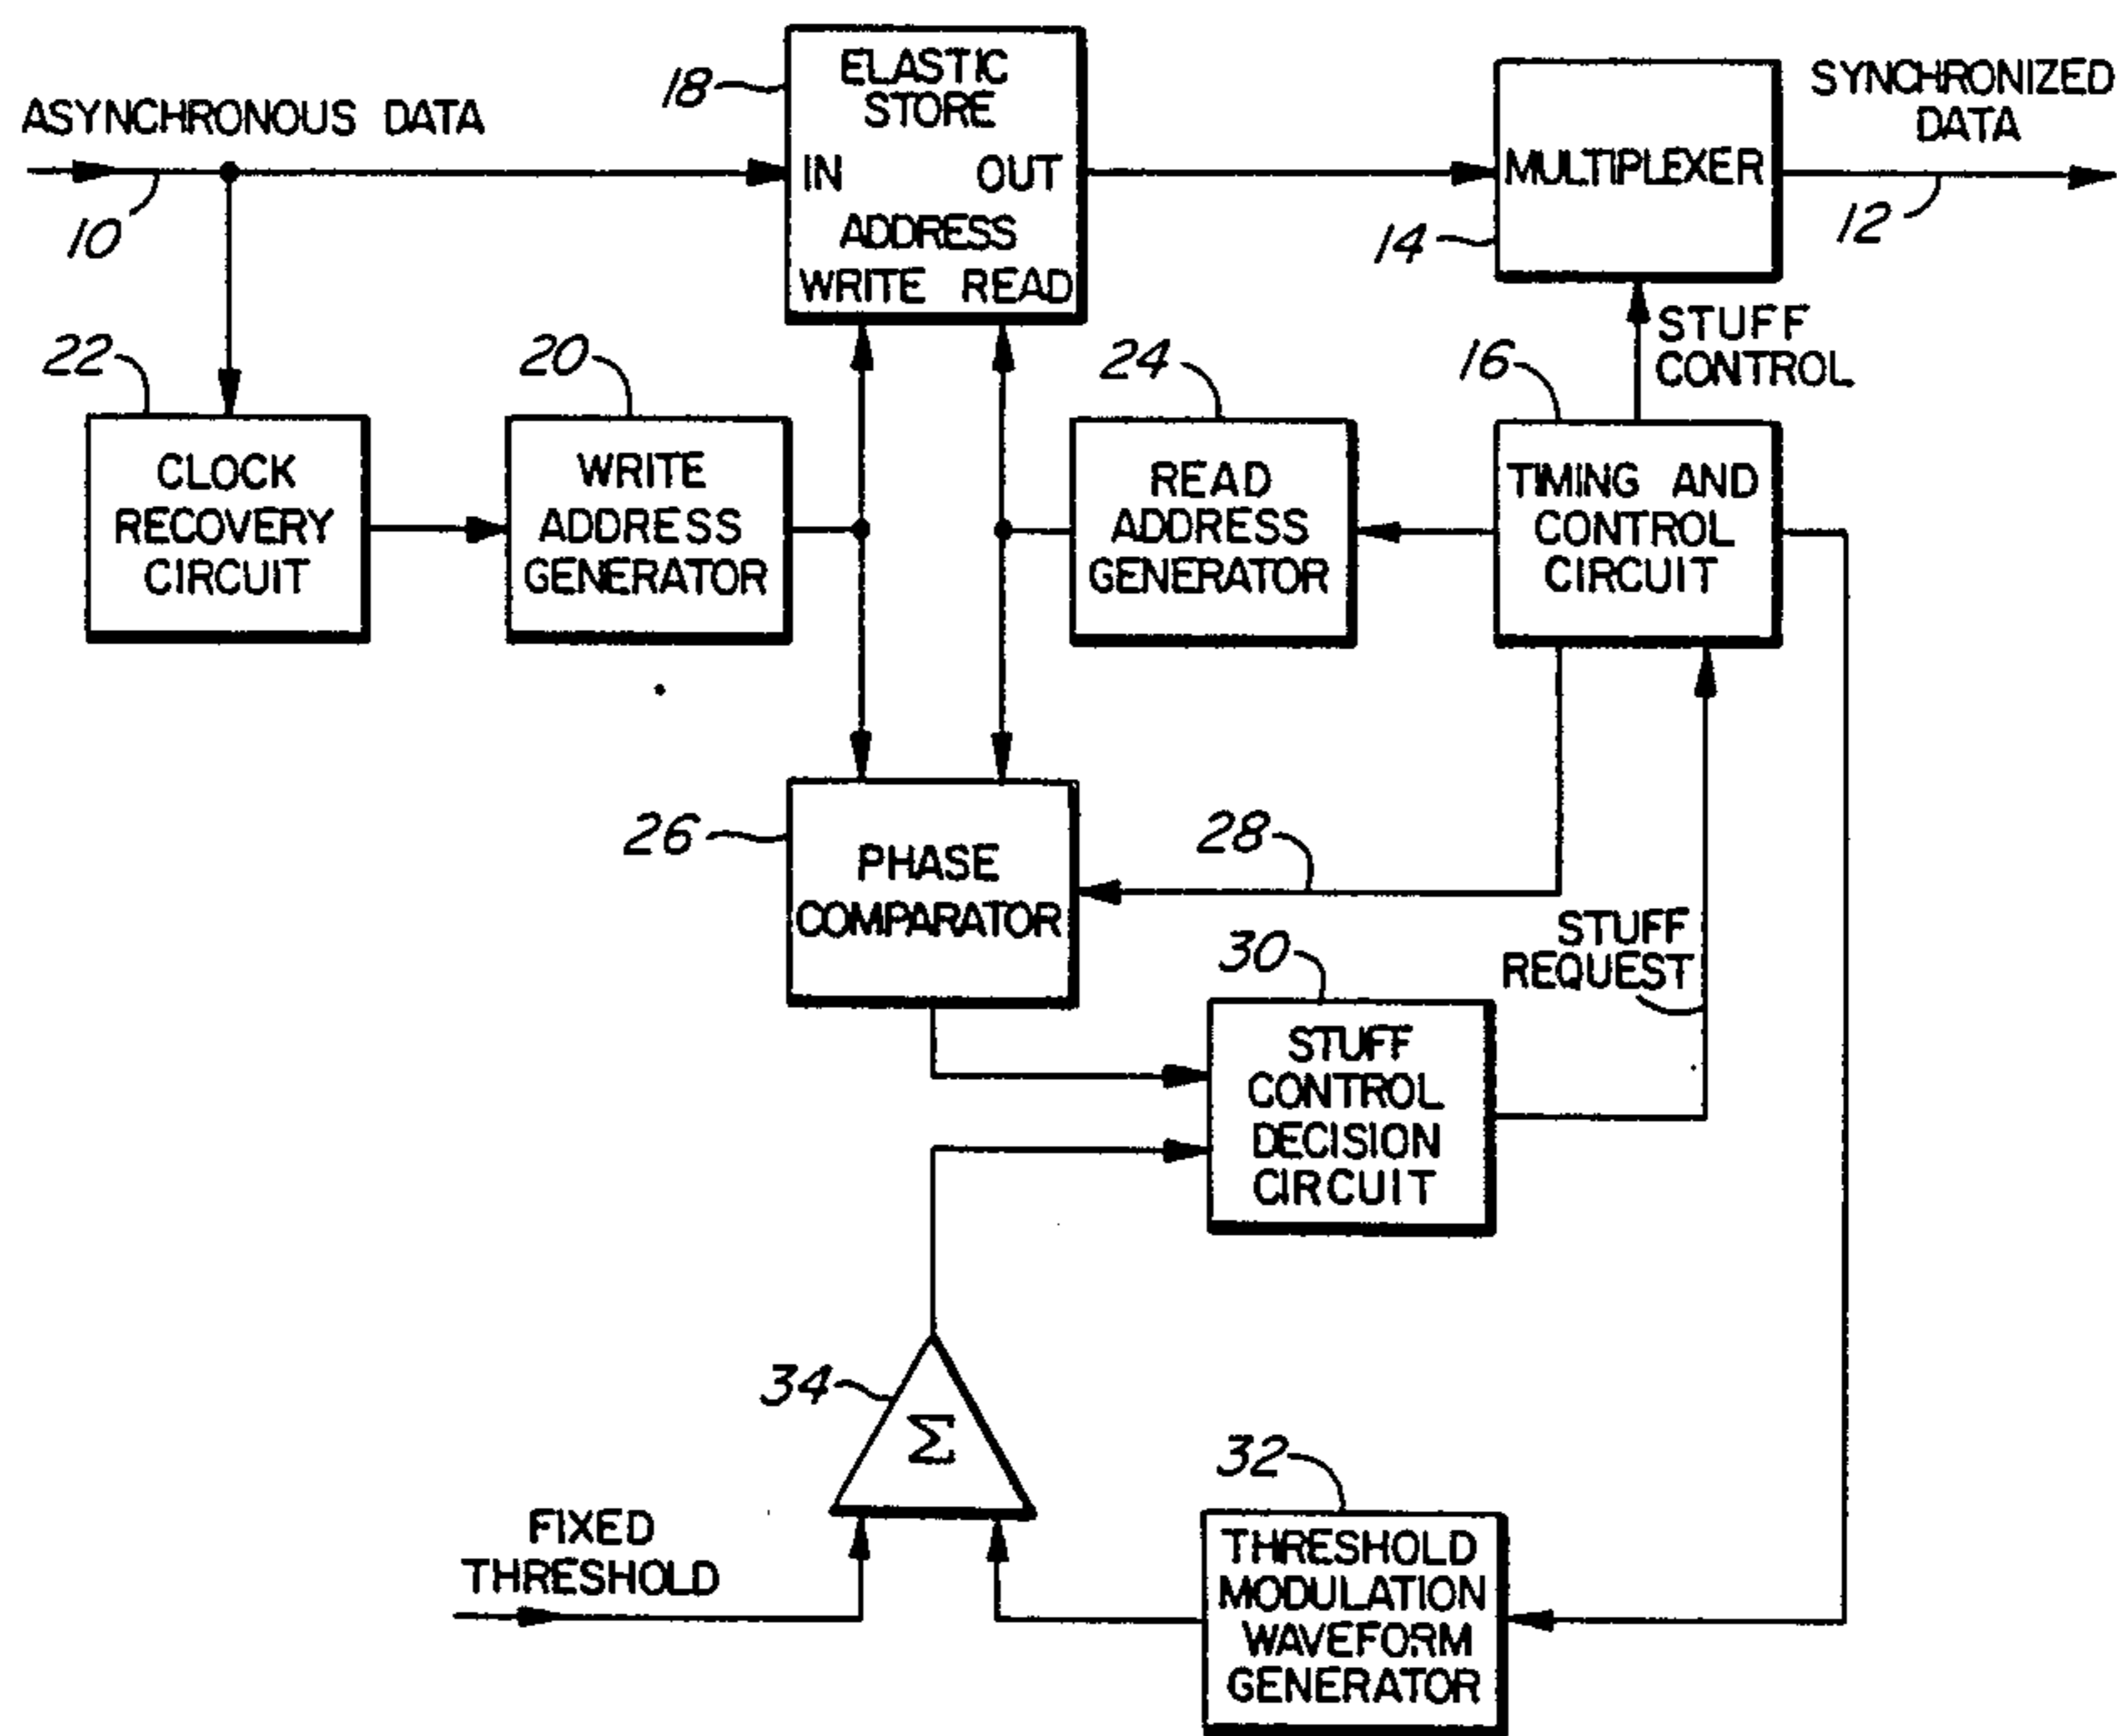 ASYNCHRONOUS DATA
10
18
ELASTIC
STORE
IN OUT
ADDRESS
WRITE READ
MULTIPLEXER
14
SYNCHRONIZED
DATA
12
STUFF
CONTROL
22
CLOCK
RECOVERY
CIRCUIT
20
WRITE
ADDRESS
GENERATOR
24
READ
ADDRESS
GENERATOR
16
TIMING AND
CONTROL
CIRCUIT
26
PHASE
COMPARATOR
28
STUFF
REQUEST
30
STUFF
CONTROL
DECISION
CIRCUIT
34
Σ
FIXED
THRESHOLD
32
THRESHOLD
MODULATION
WAVEFORM
GENERATOR